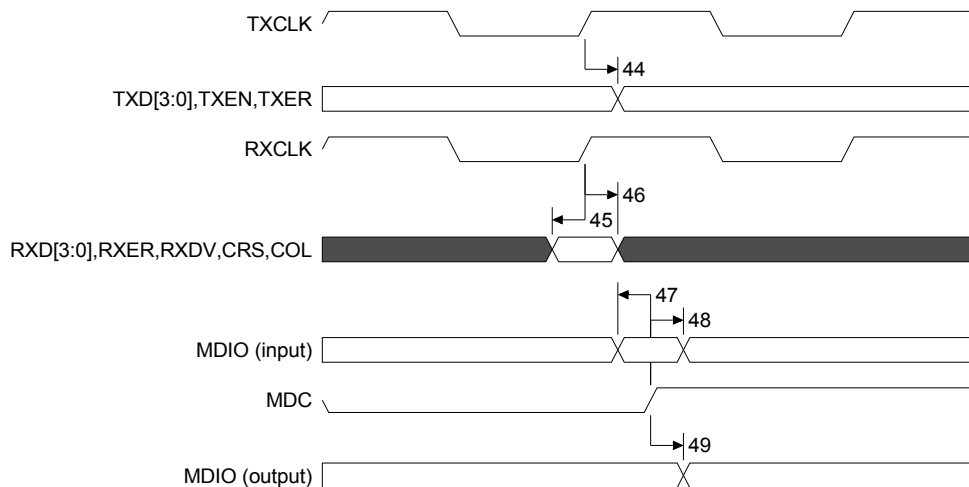 TXCLK
44
TXD[3:0],TXEN,TXER
RXCLK
46
45
RXD[3:0],RXER,RXDV,CRS,COL
47
48
MDIO (input)
MDC
49
MDIO (output)